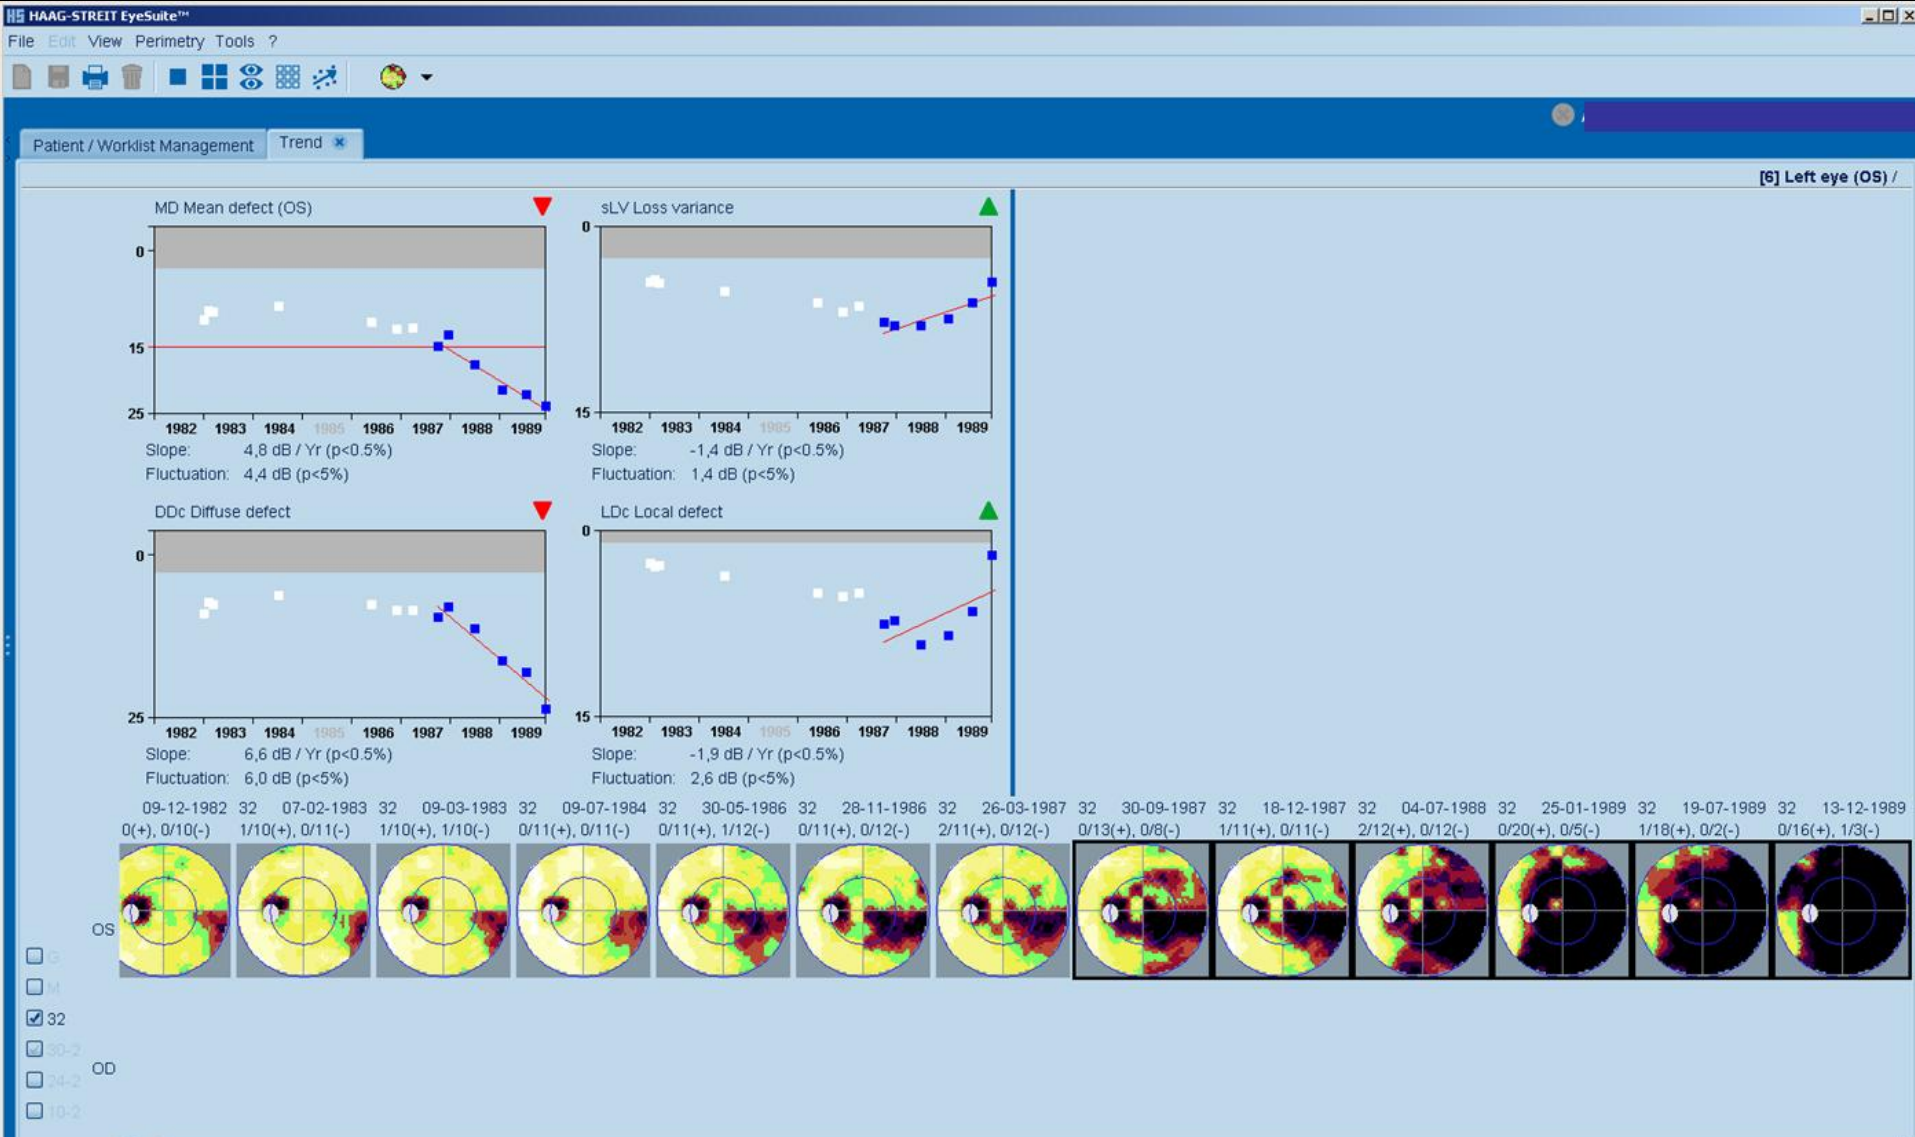 HS HAAG-STREIT EyeSuite™
File Edit View Perimetry Tools ?
Patient / Worklist Management Trend
[6] Left eye (OS) /
MD Mean defect (OS)
0
15
25
1982 1983 1984 1985 1986 1987 1988 1989
Slope: 4,8 dB / Yr (p<0.5%)
Fluctuation: 4,4 dB (p<5%)
sLV Loss variance
0
15
1982 1983 1984 1985 1986 1987 1988 1989
Slope: -1,4 dB / Yr (p<0.5%)
Fluctuation: 1,4 dB (p<5%)
DDc Diffuse defect
0
25
1982 1983 1984 1985 1986 1987 1988 1989
Slope: 6,6 dB / Yr (p<0.5%)
Fluctuation: 6,0 dB (p<5%)
LDc Local defect
0
15
1982 1983 1984 1985 1986 1987 1988 1989
Slope: -1,9 dB / Yr (p<0.5%)
Fluctuation: 2,6 dB (p<5%)
09-12-1982 32 07-02-1983 32 09-03-1983 32 09-07-1984 32 30-05-1986 32 28-11-1986 32 26-03-1987 32 30-09-1987 32 18-12-1987 32 04-07-1988 32 25-01-1989 32 19-07-1989 32 13-12-1989
0(+), 0/10(-) 1/10(+), 0/11(-) 1/10(+), 1/10(-) 0/11(+), 0/11(-) 0/11(+), 1/12(-) 0/11(+), 0/12(-) 2/11(+), 0/12(-) 0/13(+), 0/8(-) 1/11(+), 0/11(-) 2/12(+), 0/12(-) 0/20(+), 0/5(-) 1/18(+), 0/2(-) 0/16(+), 1/3(-)
OS
G
M
32
30-2
OD
24-2
10-2